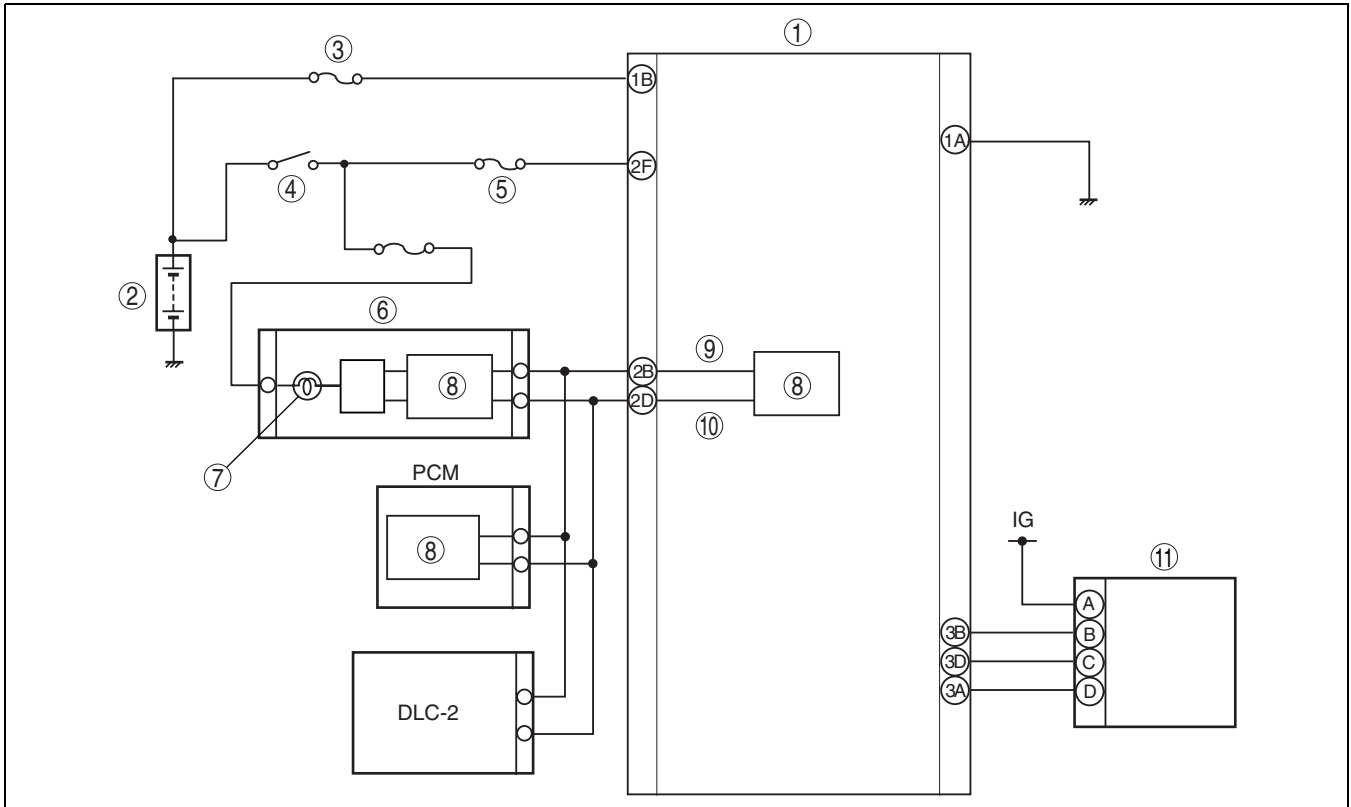 ①
③
1B
1A
④
⑤
2F
②
⑥
⑨
2B
⑧
⑧
2D
⑩
⑦
PCM
⑧
IG
⑪
A
3B
B
3D
C
3A
D
DLC-2